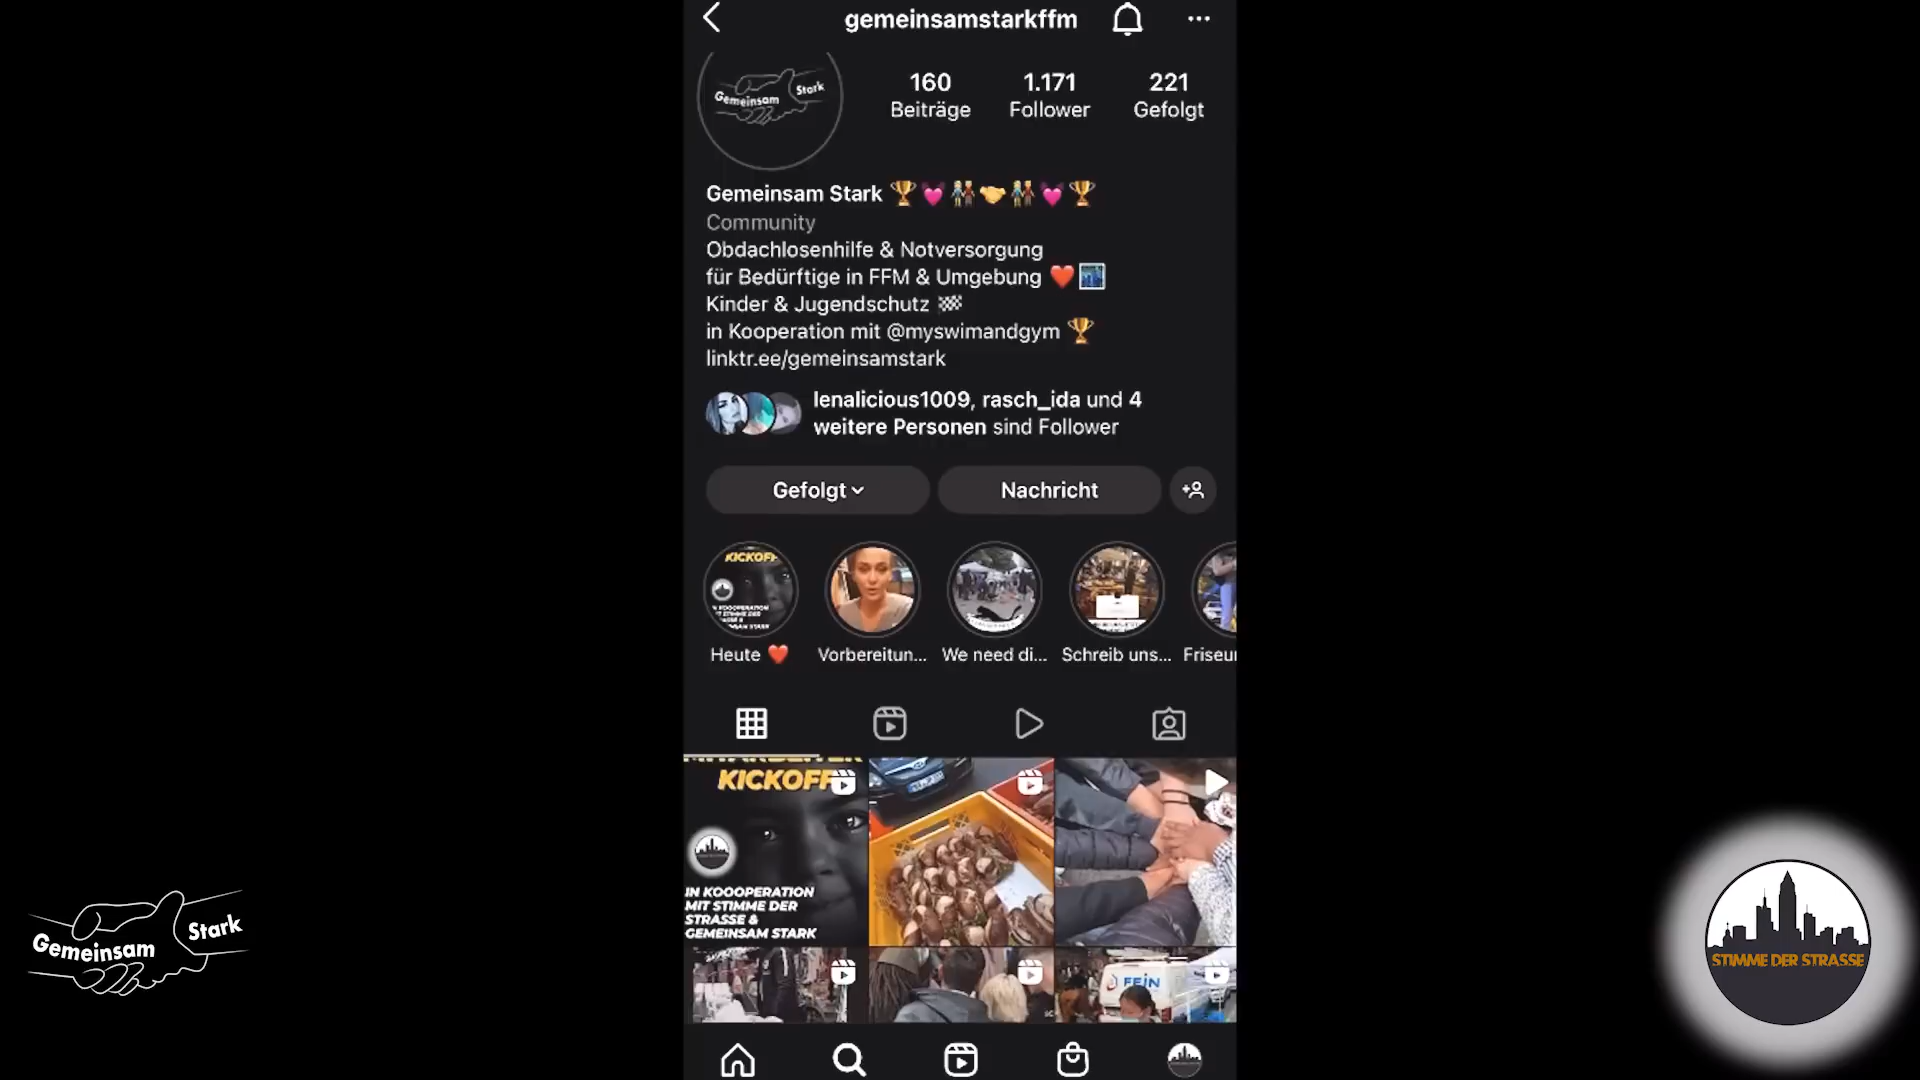 gemeinsamstarkffm
Gemeinsam Stark
160
Beiträge
1.171
Follower
221
Gefolgt
Gemeinsam Stark
Community
Obdachlosenhilfe & Notversorgung
für Bedürftige in FFM & Umgebung
Kinder & Jugendschutz
in Kooperation mit @myswimandgym
linktr.ee/gemeinsamstark
lenalicious1009, rasch_ida und 4
weitere Personen sind Follower
Gefolgt
Nachricht
KICKOFF
Heute
Vorbereitun...
We need di...
Schreib uns...
Friseur
KICKOFF
IN KOOOPERATION
MIT STIMME DER
STRASSE &
GEMEINSAM STARK
FEIN
Gemeinsam Stark
STIMME DER STRASSE